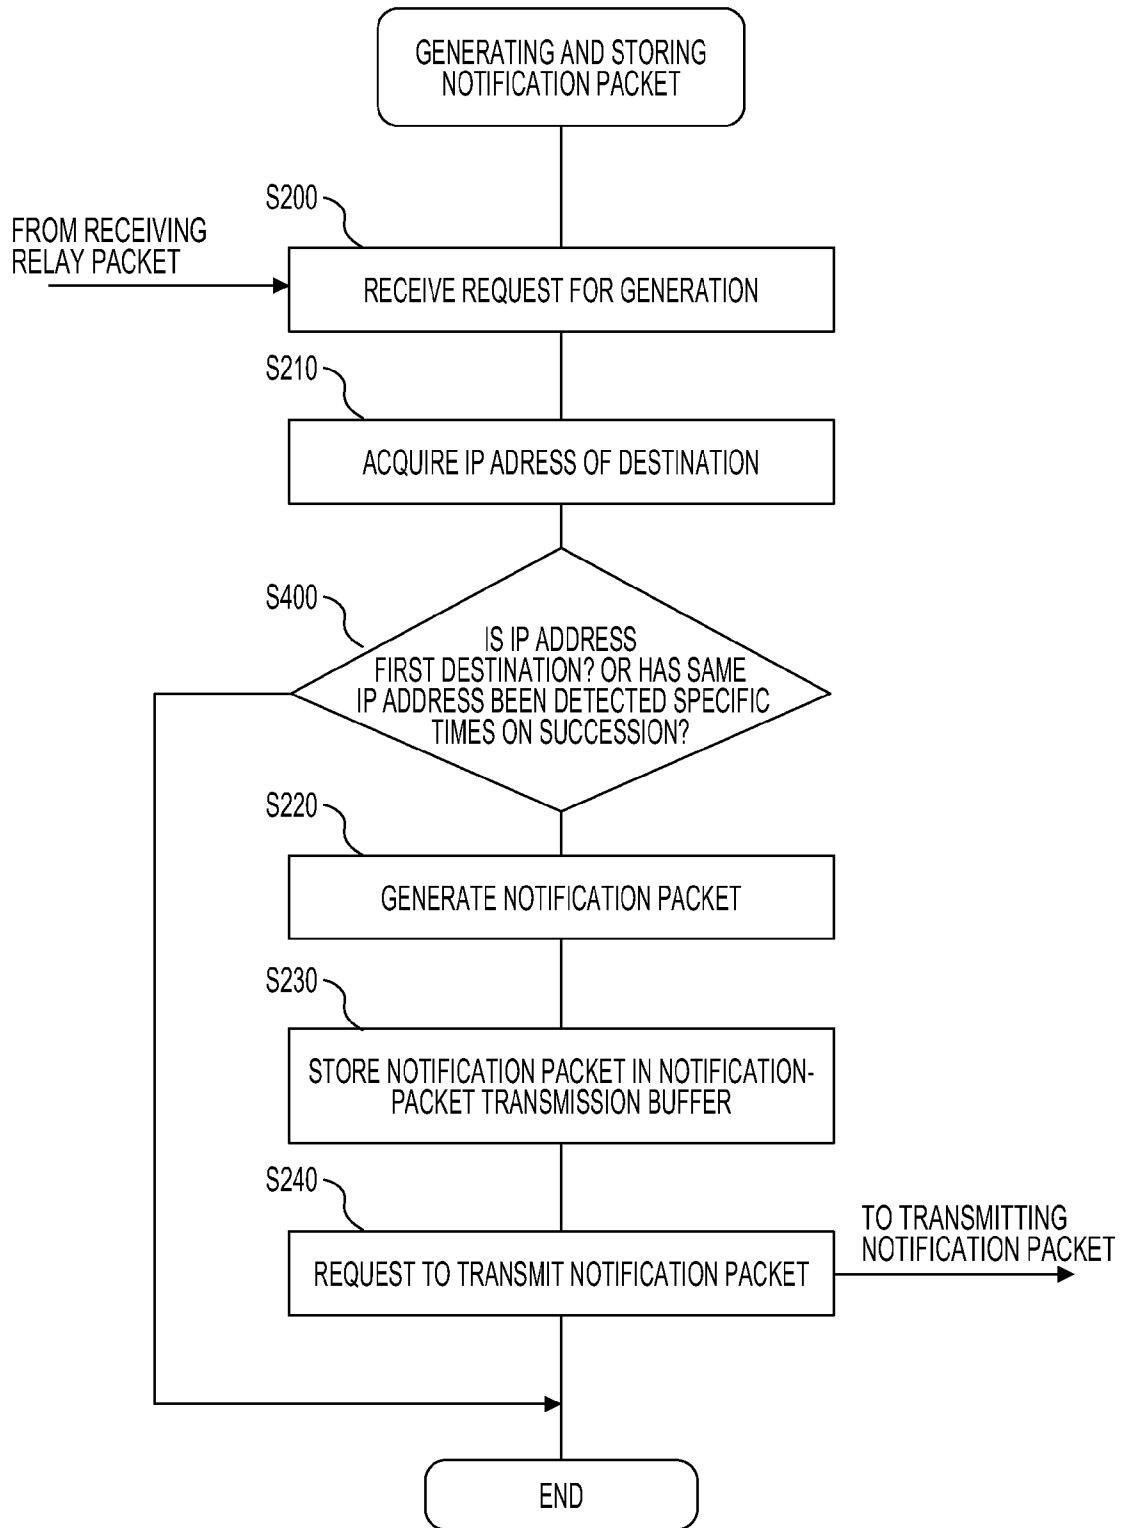 GENERATING AND STORING
NOTIFICATION PACKET
S200
FROM RECEIVING
RELAY PACKET
RECEIVE REQUEST FOR GENERATION
S210
ACQUIRE IP ADRESS OF DESTINATION
S400
IS IP ADDRESS
FIRST DESTINATION? OR HAS SAME
IP ADDRESS BEEN DETECTED SPECIFIC
TIMES ON SUCCESSION?
S220
GENERATE NOTIFICATION PACKET
S230
STORE NOTIFICATION PACKET IN NOTIFICATION-
PACKET TRANSMISSION BUFFER
S240
REQUEST TO TRANSMIT NOTIFICATION PACKET
TO TRANSMITTING
NOTIFICATION PACKET
END